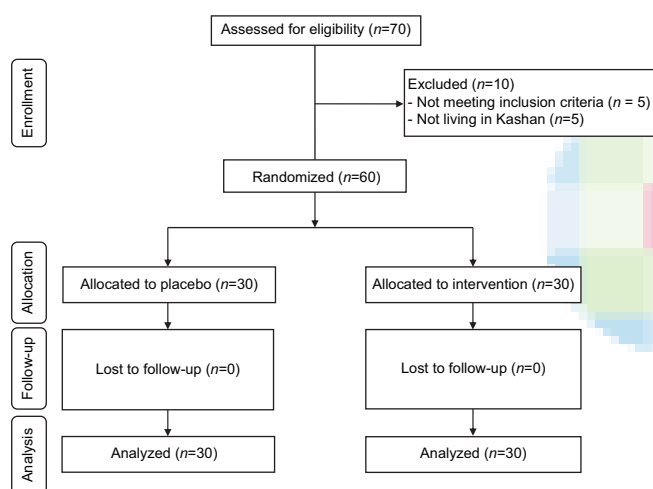 Assessed for eligibility (n=70)
Enrollment
Excluded (n=10)
- Not meeting inclusion criteria (n = 5)
- Not living in Kashan (n=5)
Randomized (n=60)
Allocation
Allocated to placebo (n=30)
Allocated to intervention (n=30)
Follow-up
Lost to follow-up (n=0)
Lost to follow-up (n=0)
Analysis
Analyzed (n=30)
Analyzed (n=30)